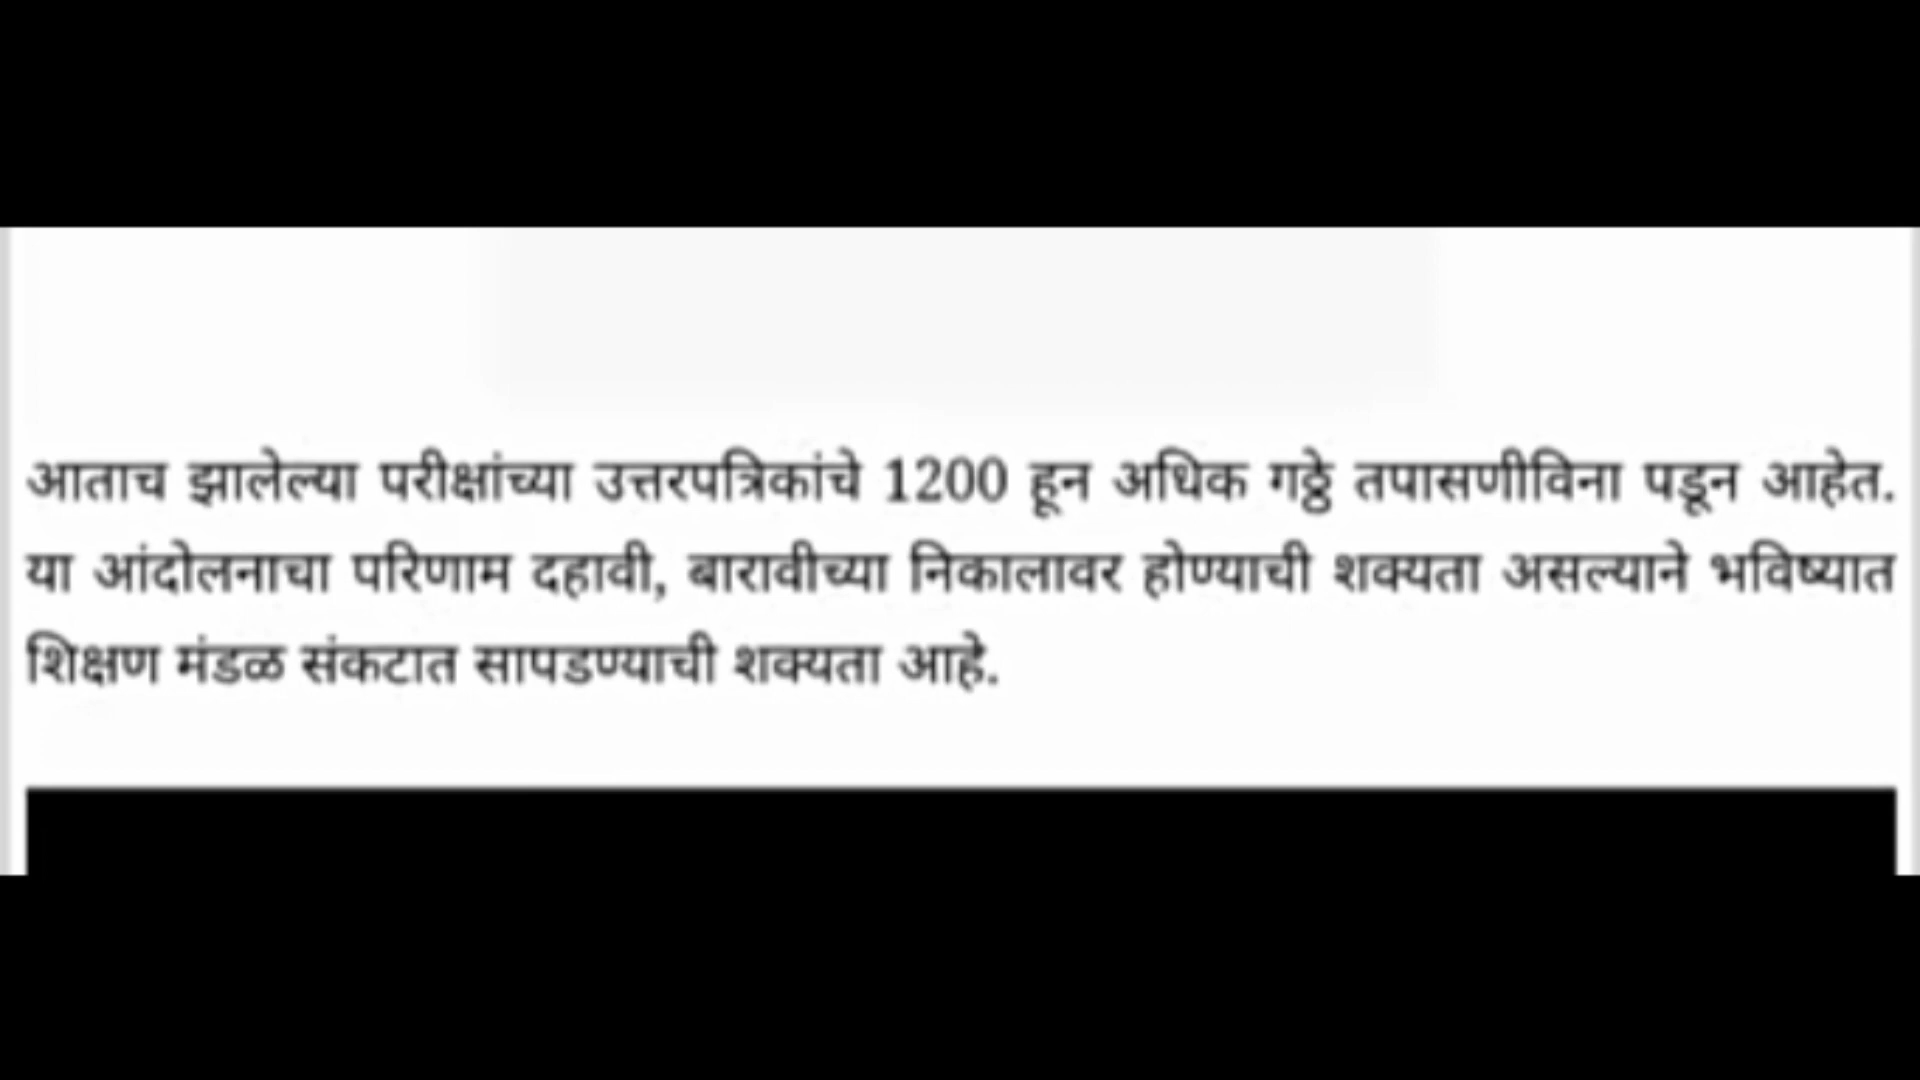 आताच झालेल्या परीक्षांच्या उत्तरपत्रिकांचे 1200 हून अधिक गठ्ठे तपासणीविना पडून आहेत.
या आंदोलनाचा परिणाम दहावी, बारावीच्या निकालावर होण्याची शक्यता असल्याने भविष्यात
शिक्षण मंडळ संकटात सापडण्याची शक्यता आहे.